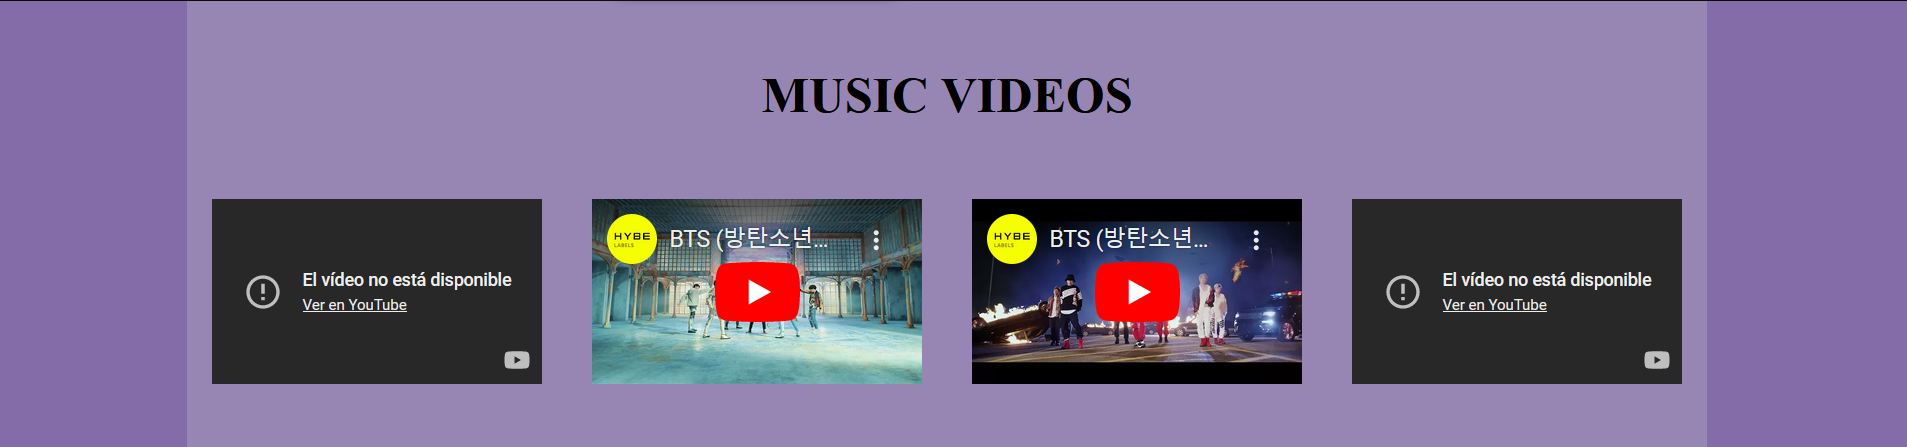 MUSIC VIDEOS
El vídeo no está disponible
Ver en YouTube
HYBE
LABELS
BTS (방탄소년...
HYBE
LABELS
BTS (방탄소년...
El vídeo no está disponible
Ver en YouTube